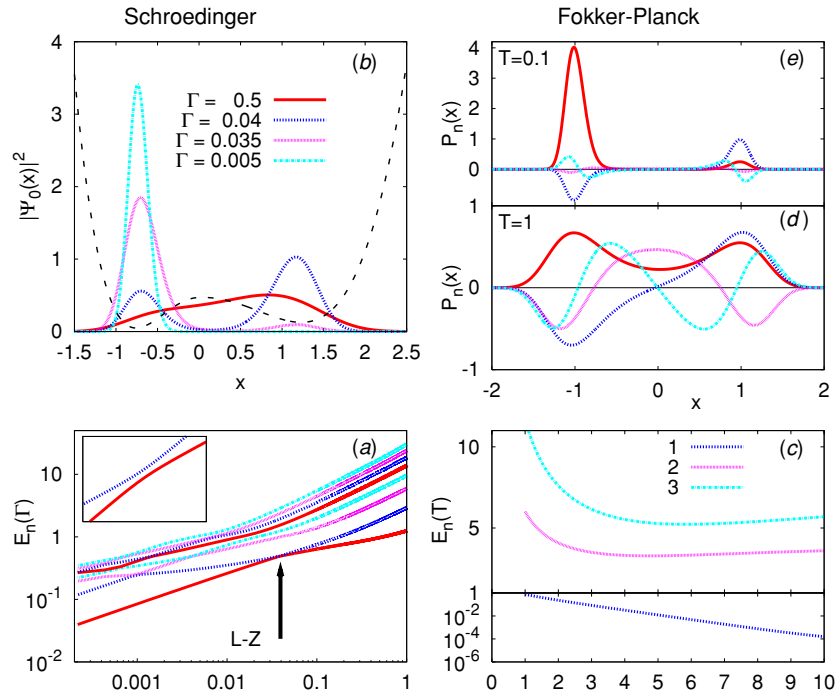 Schroedinger
Fokker-Planck
(b)
Γ = 0.5
Γ = 0.04
Γ = 0.035
Γ = 0.005
|Ψ0(x)|²
4
3
2
1
0
-1.5 -1 -0.5 0 0.5 1 1.5 2 2.5
x
T=0.1
(e)
Pn(x)
4
3
2
1
0
1
T=1
(d)
Pn(x)
0
-1
-2 -1 0 1 2
x
(a)
En(Γ)
10
1
10⁻¹
10⁻²
L-Z
0.001 0.01 0.1 1
(c)
1
2
3
En(T)
10
5
1
10⁻²
10⁻⁴
10⁻⁶
0 1 2 3 4 5 6 7 8 9 10